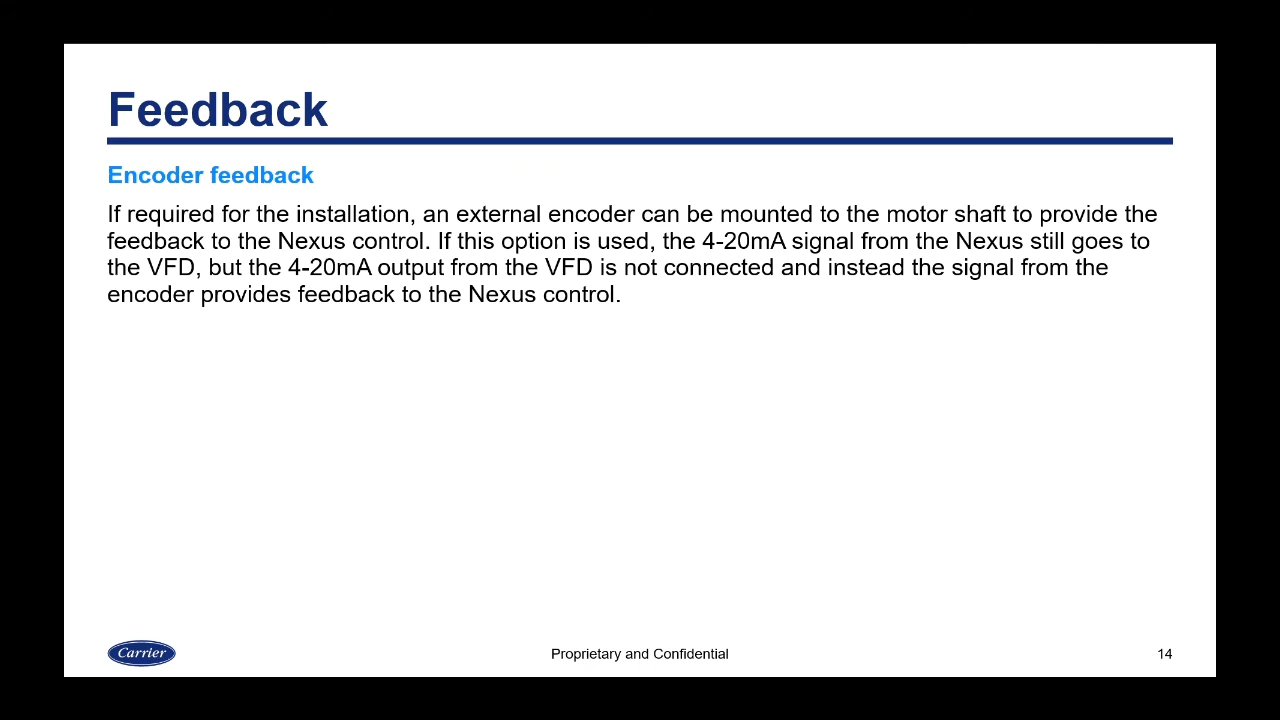 Feedback
Encoder feedback
If required for the installation, an external encoder can be mounted to the motor shaft to provide the
feedback to the Nexus control. If this option is used, the 4-20mA signal from the Nexus still goes to
the VFD, but the 4-20mA output from the VFD is not connected and instead the signal from the
encoder provides feedback to the Nexus control.
Carrier
Proprietary and Confidential
14